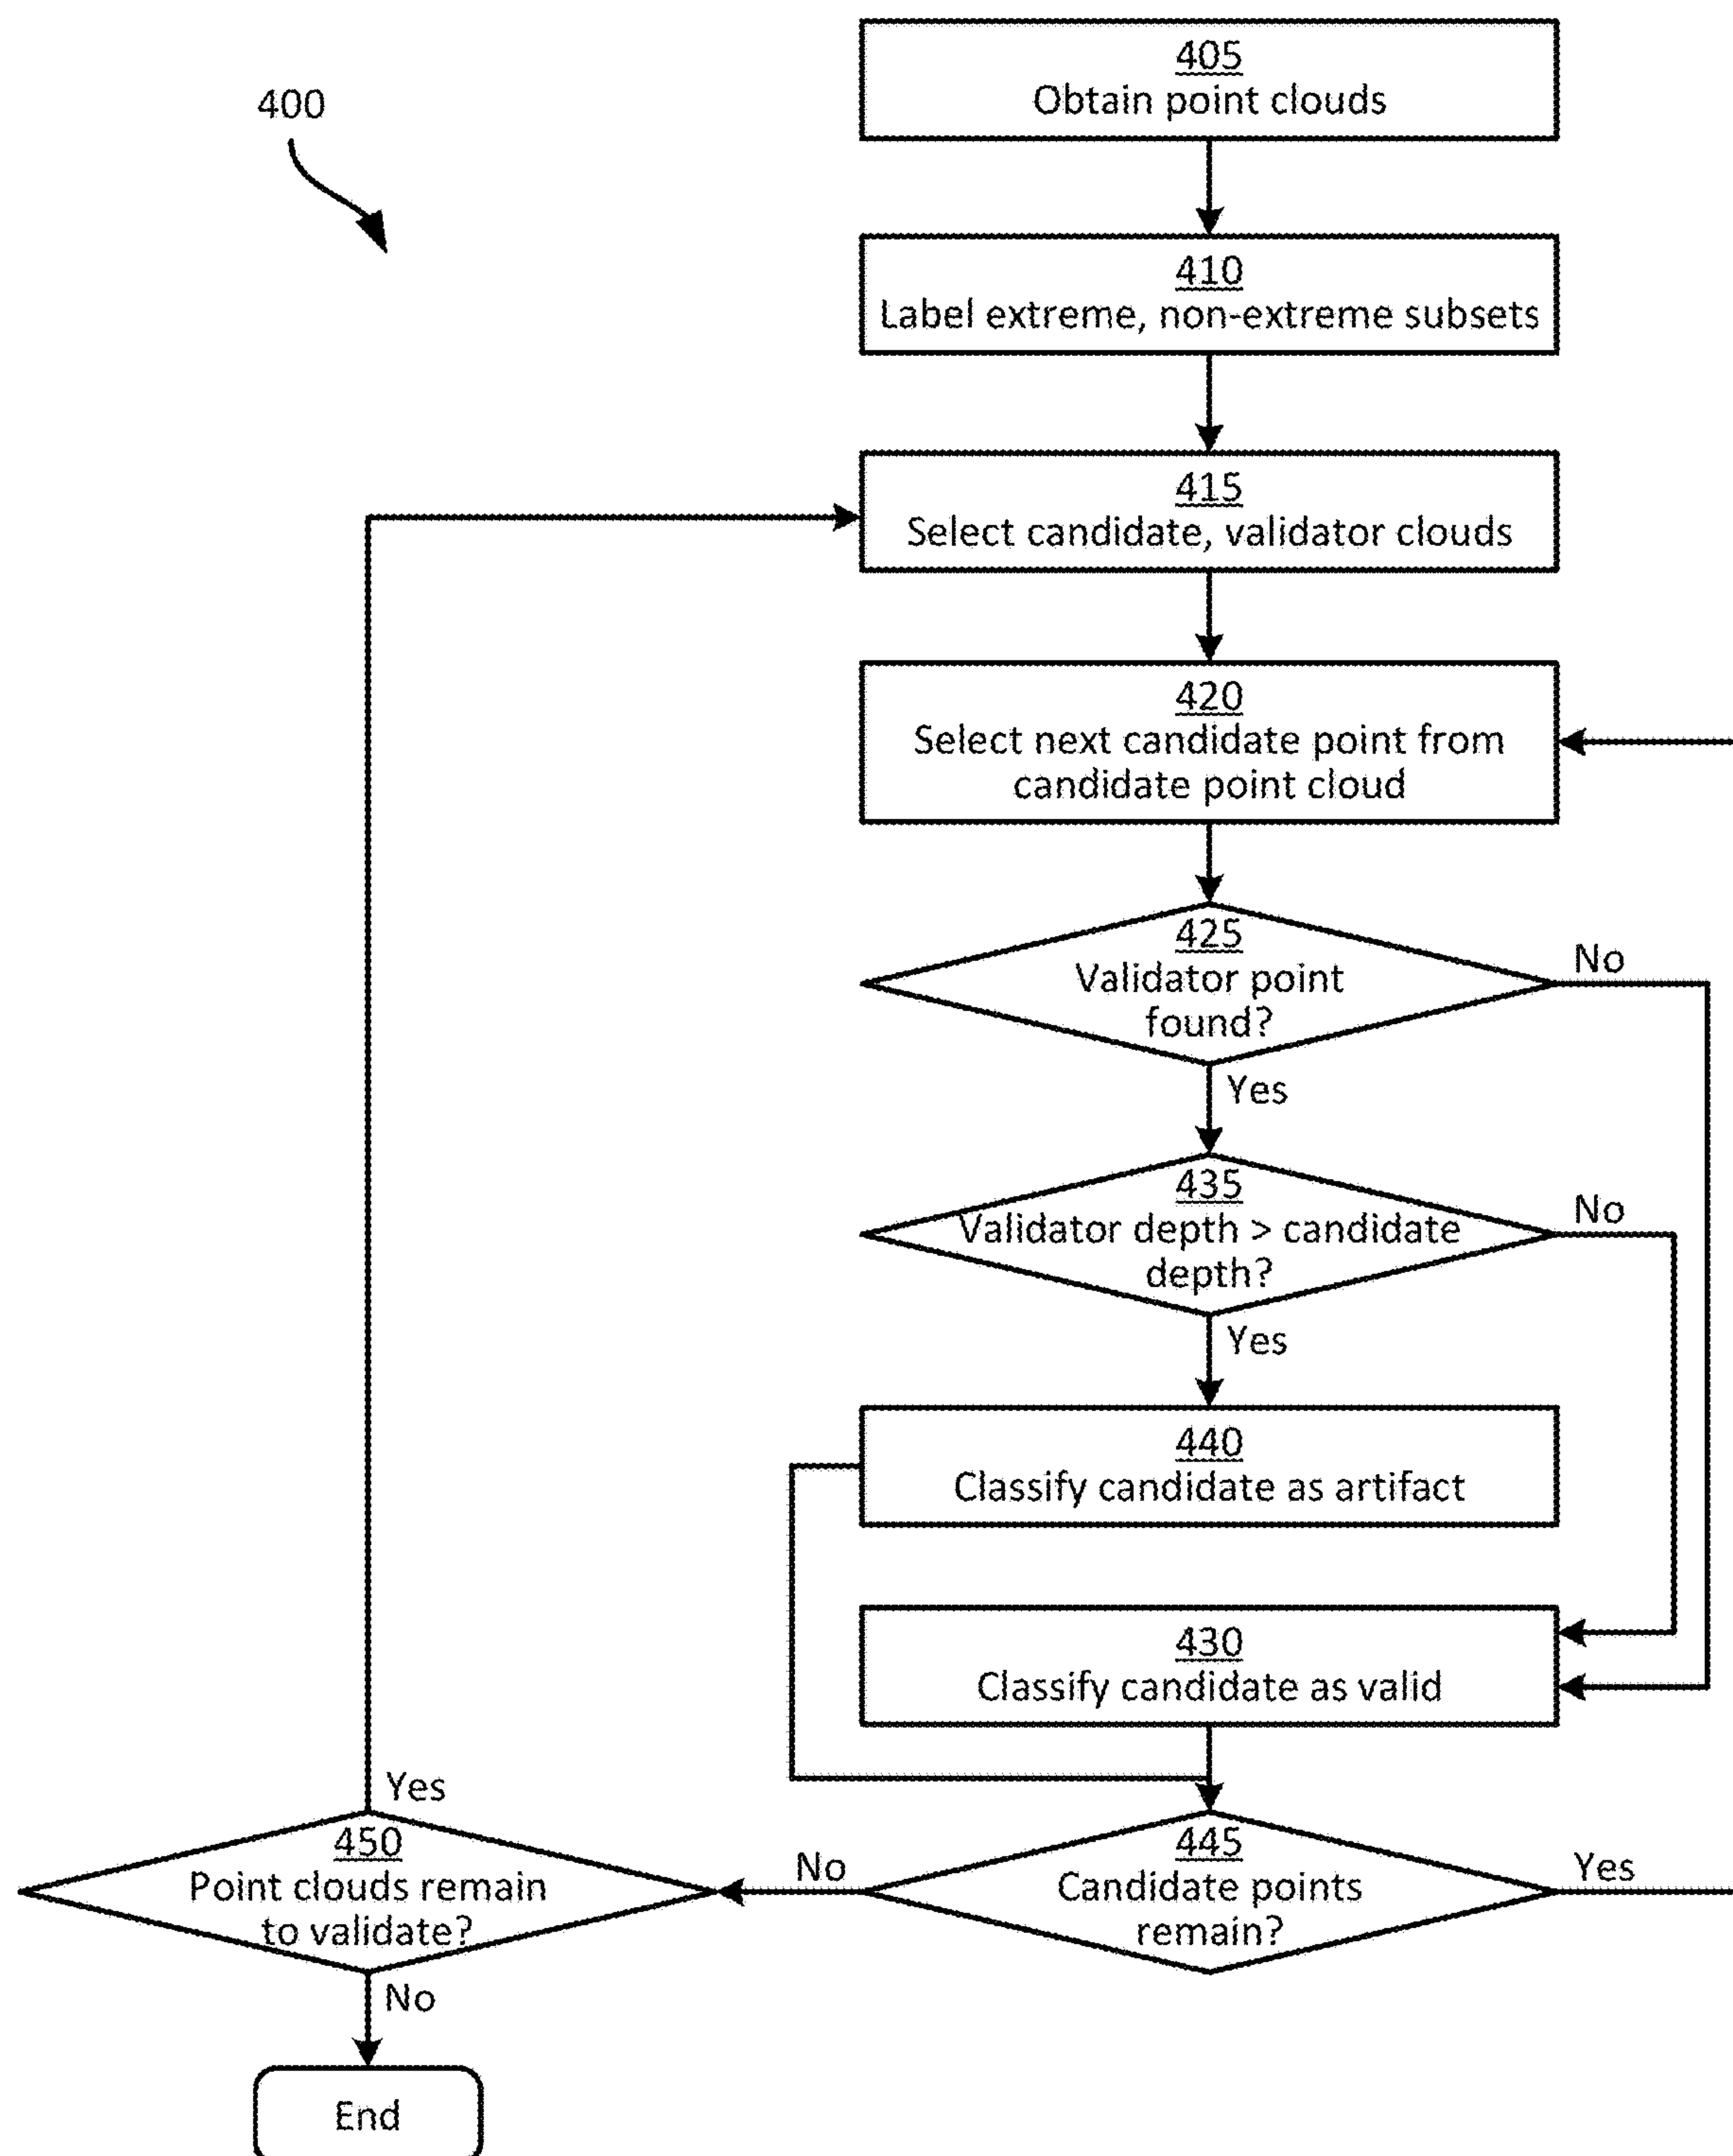 400
405
Obtain point clouds
410
Label extreme, non-extreme subsets
415
Select candidate, validator clouds
420
Select next candidate point from
candidate point cloud
425
Validator point
found?
No
Yes
435
Validator depth > candidate
depth?
No
Yes
440
Classify candidate as artifact
430
Classify candidate as valid
445
Candidate points
remain?
Yes
No
450
Point clouds remain
to validate?
Yes
No
End